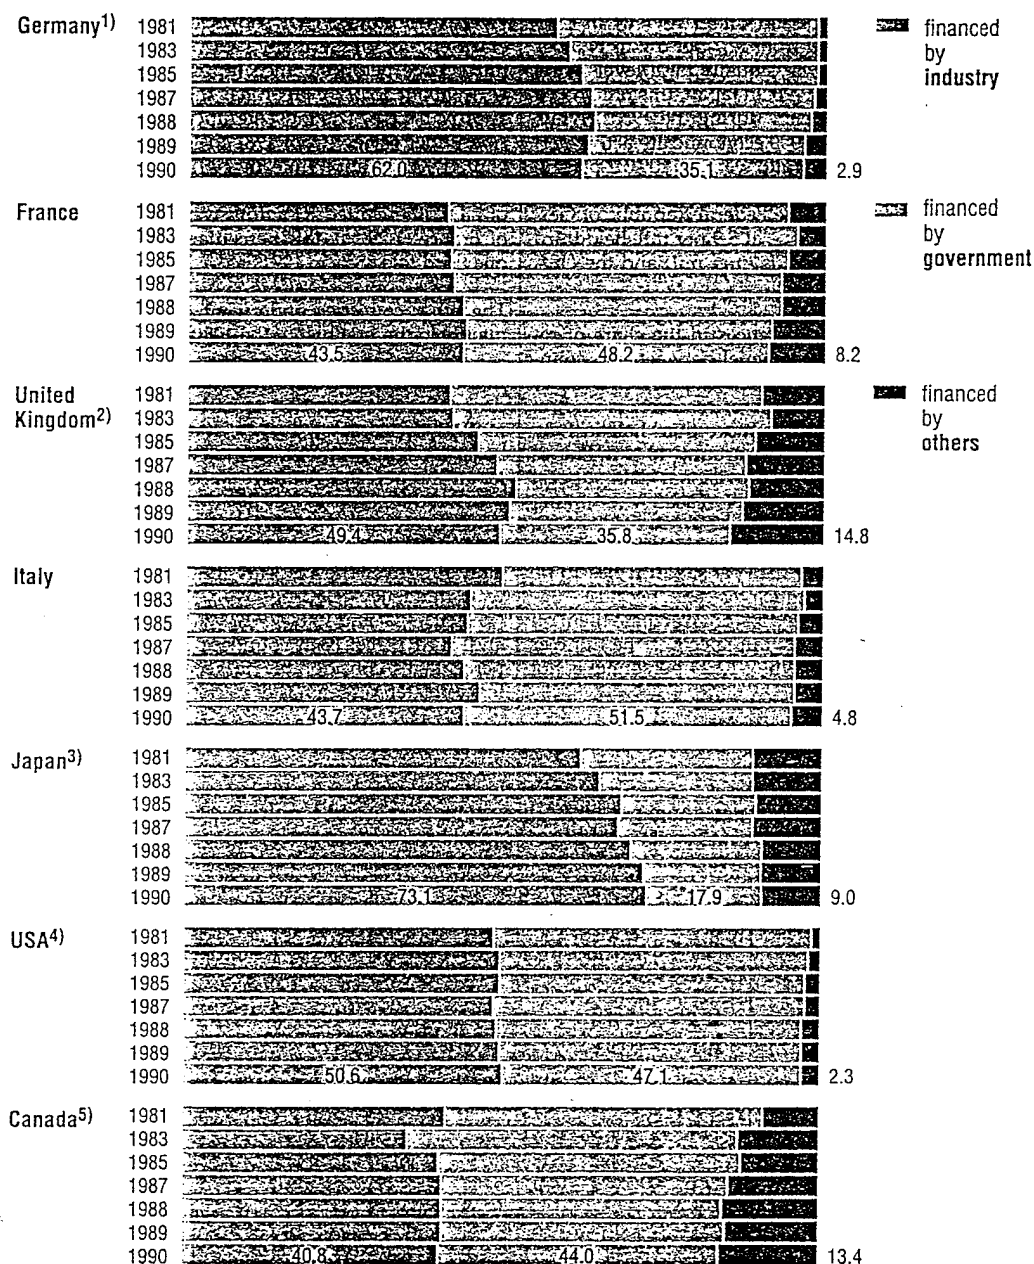 Germany1) 1981
1983
1985
1987
1988
1989
1990 62.0 35.1 2.9
financed
by
industry
France 1981
1983
1985
1987
1988
1989
1990 43.5 48.2 8.2
financed
by
government
United
Kingdom2) 1981
1983
1985
1987
1988
1989
1990 49.4 35.8 14.8
financed
by
others
Italy 1981
1983
1985
1987
1988
1989
1990 43.7 51.5 4.8
Japan3) 1981
1983
1985
1987
1988
1989
1990 73.1 17.9 9.0
USA4) 1981
1983
1985
1987
1988
1989
1990 50.6 47.1 2.3
Canada5) 1981
1983
1985
1987
1988
1989
1990 40.8 44.0 13.4